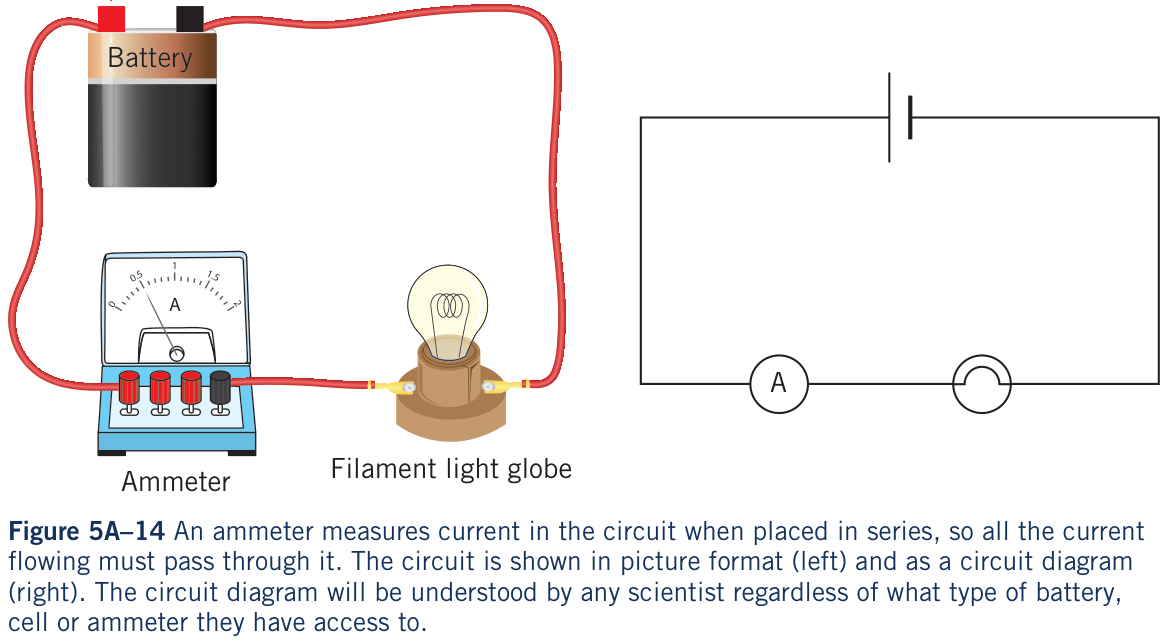 Battery
0
0.5
1
1.5
2
A
A
Ammeter
Filament light globe
Figure 5A–14 An ammeter measures current in the circuit when placed in series, so all the current
flowing must pass through it. The circuit is shown in picture format (left) and as a circuit diagram
(right). The circuit diagram will be understood by any scientist regardless of what type of battery,
cell or ammeter they have access to.